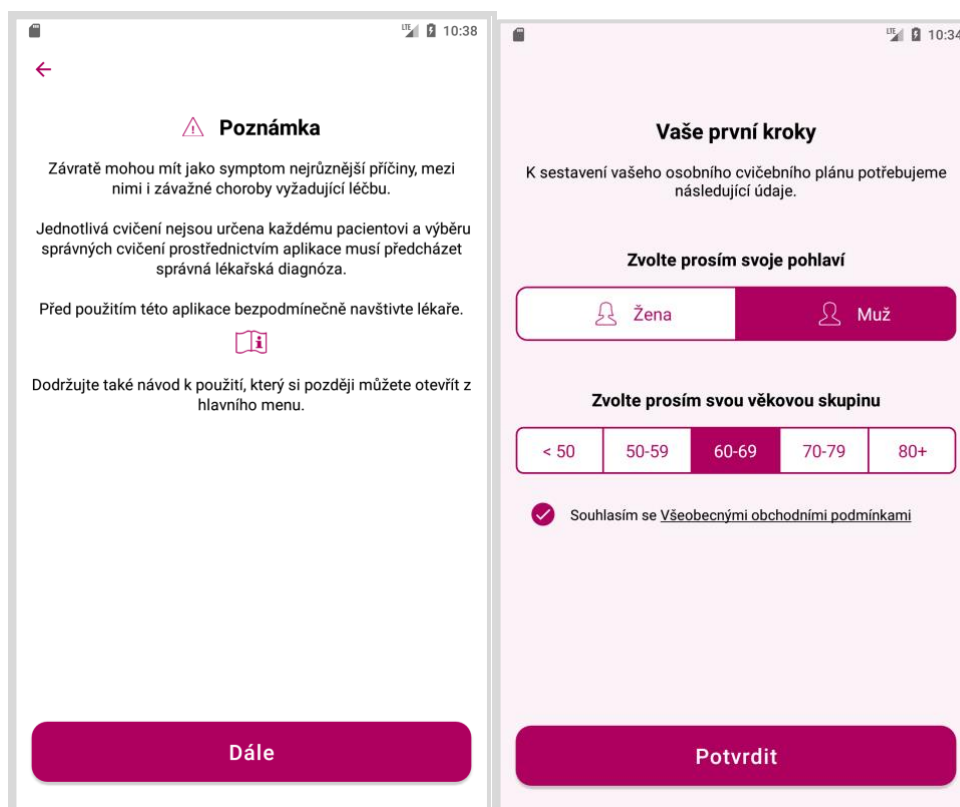 LTE 10:38
Poznámka
Závratě mohou mít jako symptom nejrůznější příčiny, mezi
nimi i závažné choroby vyžadující léčbu.
Jednotlivá cvičení nejsou určena každému pacientovi a výběru
správných cvičení prostřednictvím aplikace musí předcházet
správná lékařská diagnóza.
Před použitím této aplikace bezpodmínečně navštivte lékaře.
i
Dodržujte také návod k použití, který si později můžete otevřít z
hlavního menu.
Dále
LTE 10:34
Vaše první kroky
K sestavení vašeho osobního cvičebního plánu potřebujeme
následující údaje.
Zvolte prosím svoje pohlaví
Žena Muž
Zvolte prosím svou věkovou skupinu
< 50 50-59 60-69 70-79 80+
Souhlasím se Všeobecnými obchodními podmínkami
Potvrdit